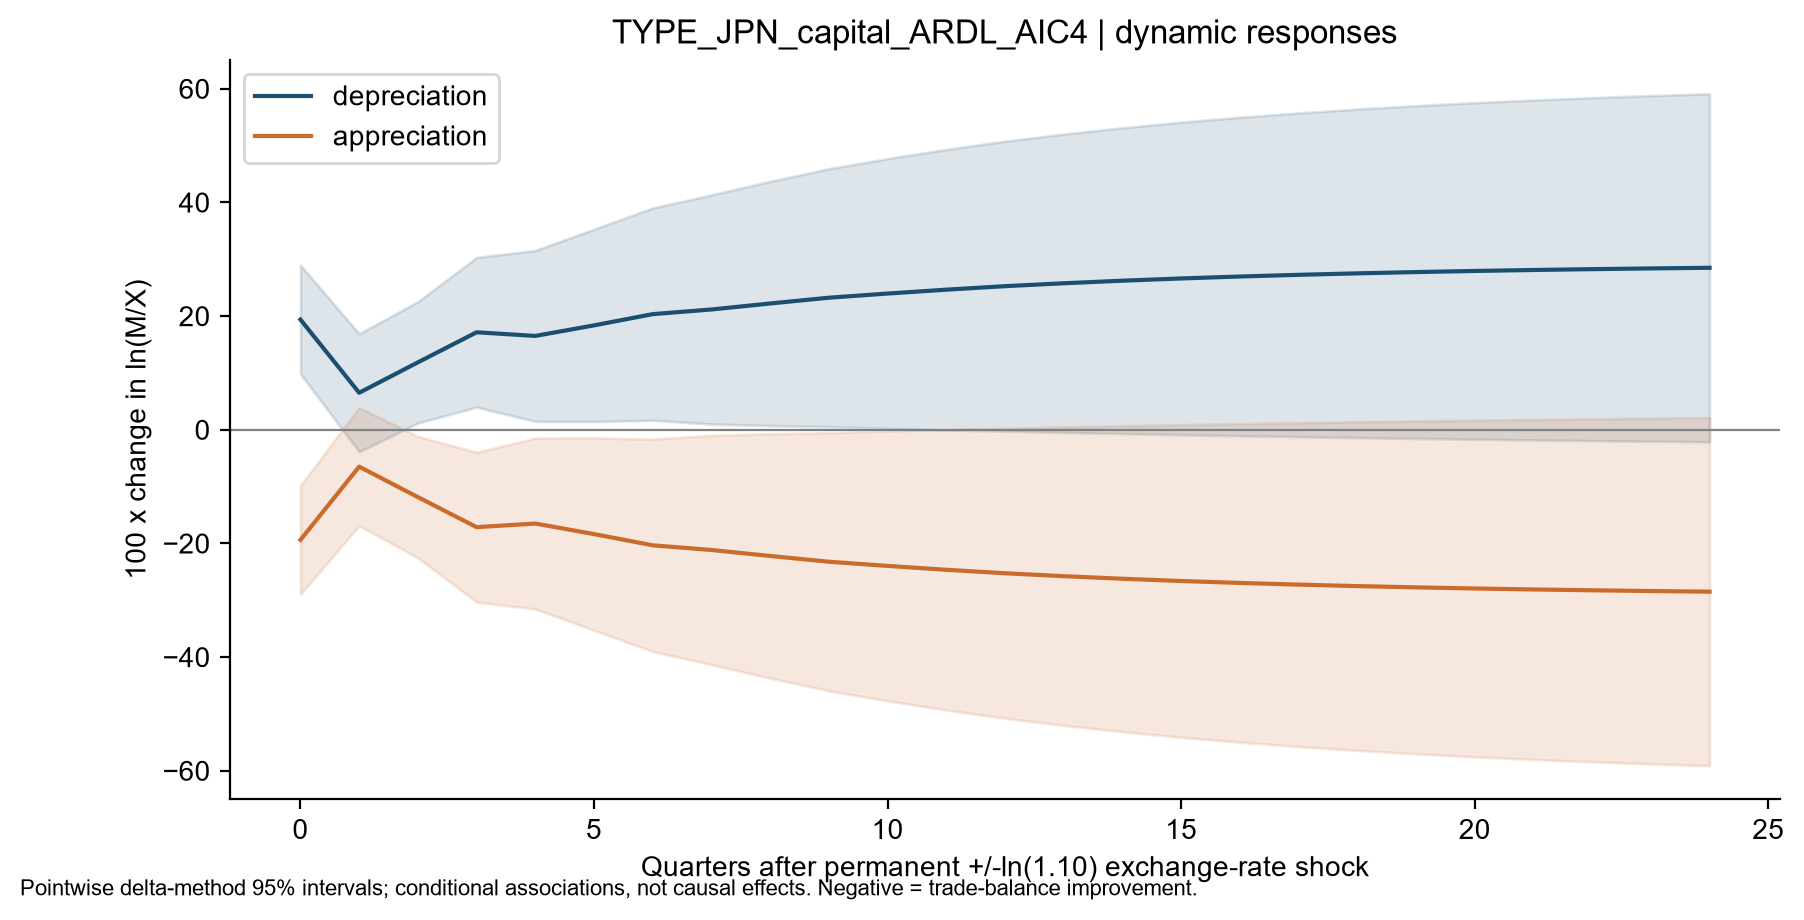 TYPE_JPN_capital_ARDL_AIC4 | dynamic responses
depreciation
appreciation
100 x change in ln(M/X)
60
40
20
0
−20
−40
−60
0 5 10 15 20 25
Quarters after permanent +/-ln(1.10) exchange-rate shock
Pointwise delta-method 95% intervals; conditional associations, not causal effects. Negative = trade-balance improvement.